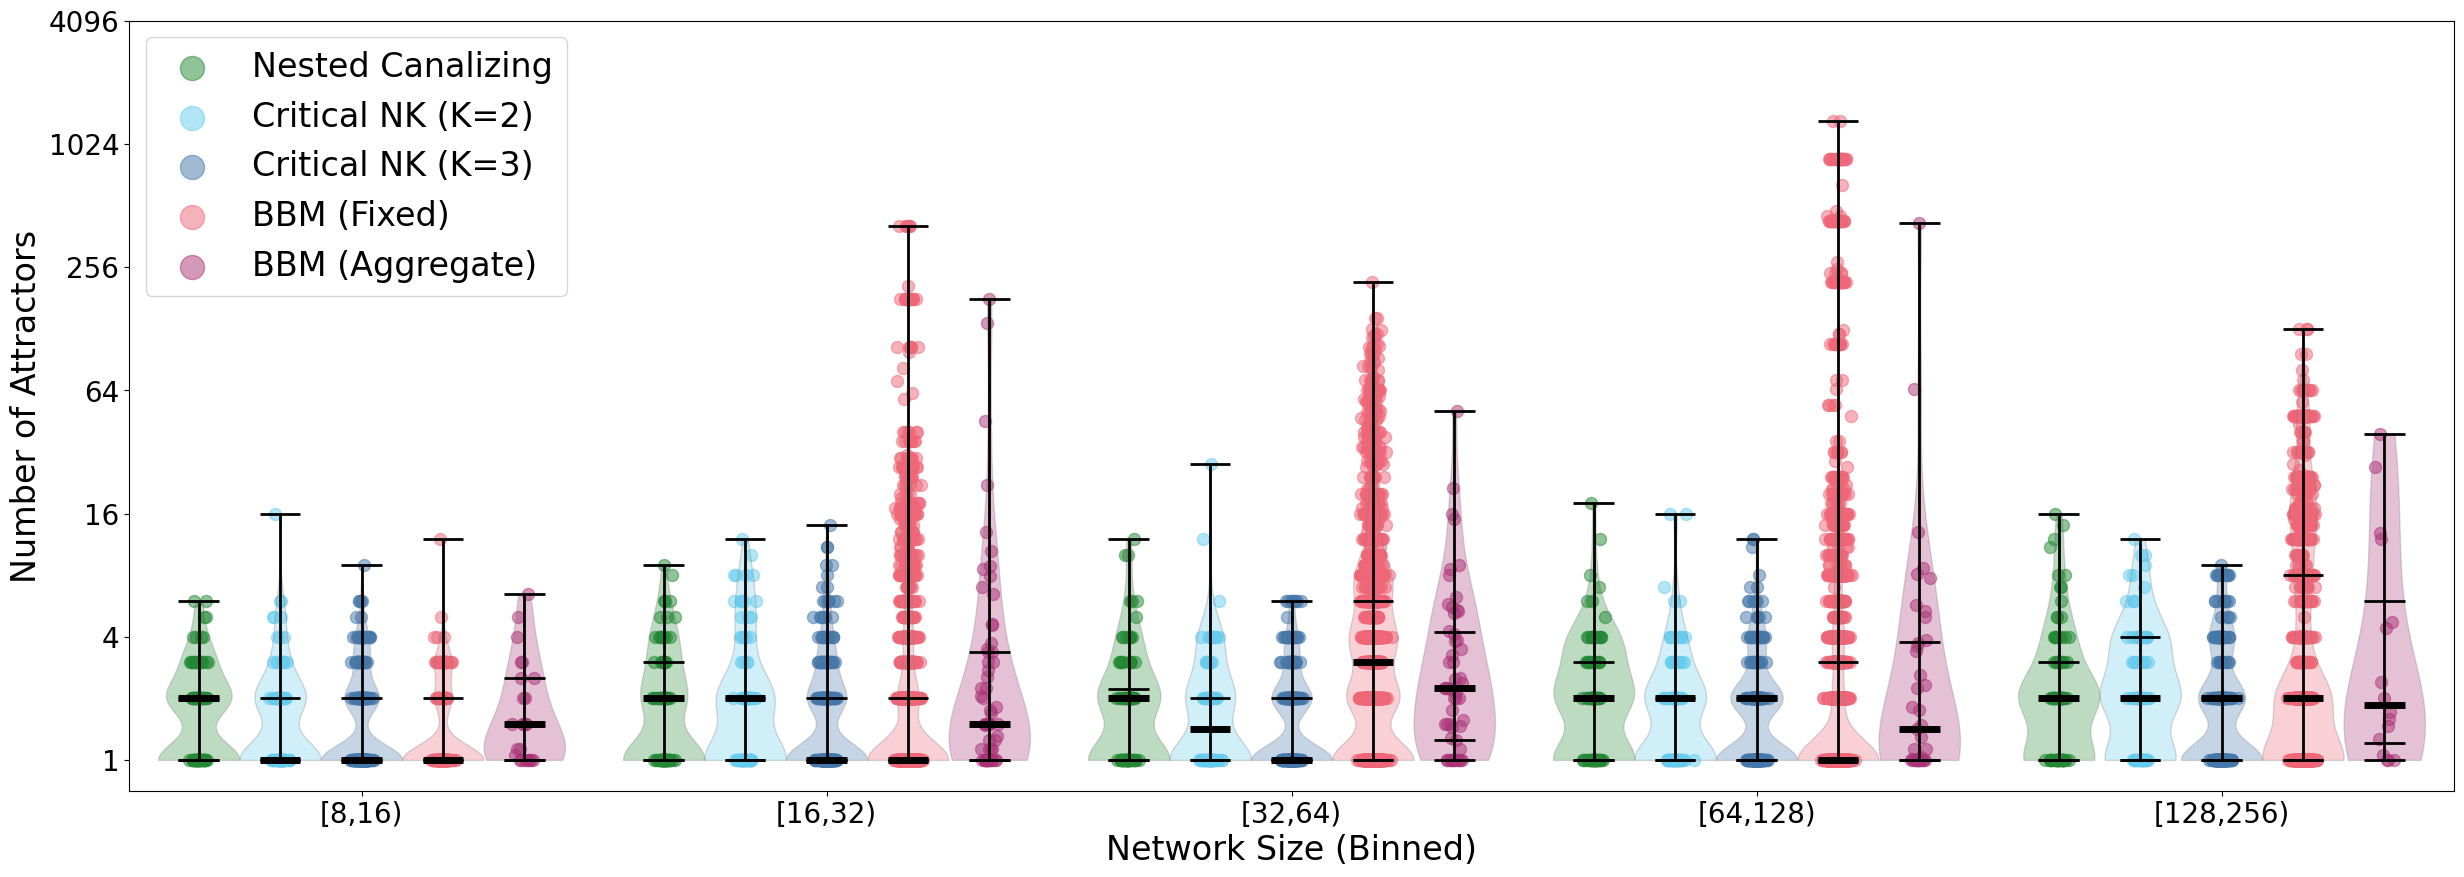 4096
1024
256
64
16
4
1
Number of Attractors
Nested Canalizing
Critical NK (K=2)
Critical NK (K=3)
BBM (Fixed)
BBM (Aggregate)
[8,16)
[16,32)
[32,64)
[64,128)
[128,256)
Network Size (Binned)